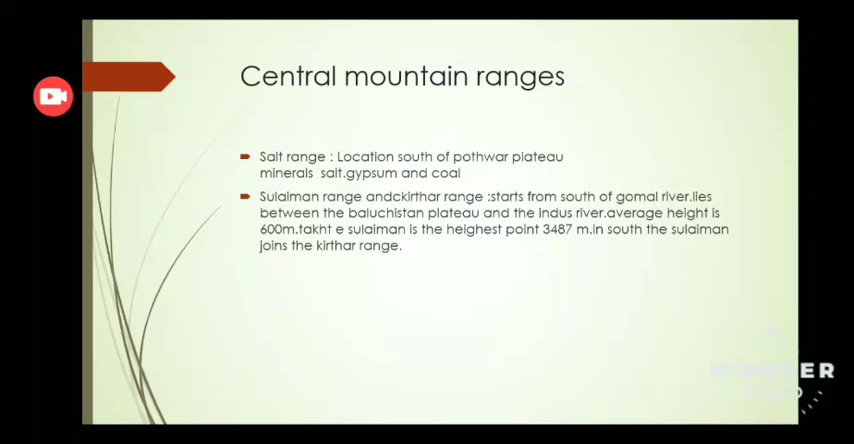 Central mountain ranges
Salt range : Location south of pothwar plateau
minerals salt.gypsum and coal
Sulaiman range andckirthar range :starts from south of gomal river.lies
between the baluchistan plateau and the indus river.average height is
600m.takht e sulaiman is the heighest point 3487 m.in south the sulaiman
joins the kirthar range.